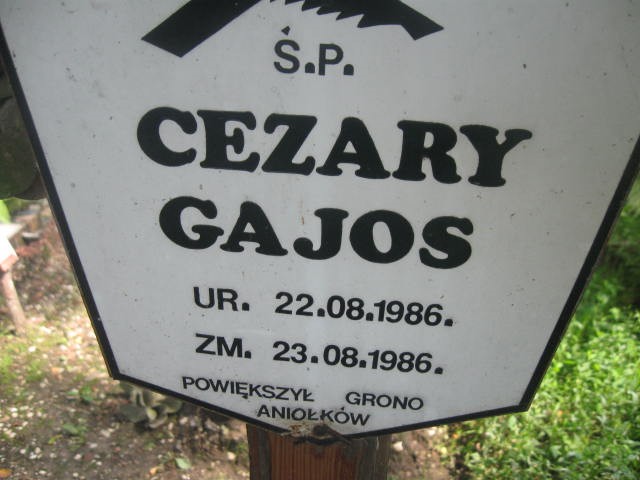 Ś.P.
CEZARY
GAJOS
UR. 22.08.1986.
ZM. 23.08.1986.
POWIĘKSZYŁ GRONO
ANIOŁKÓW